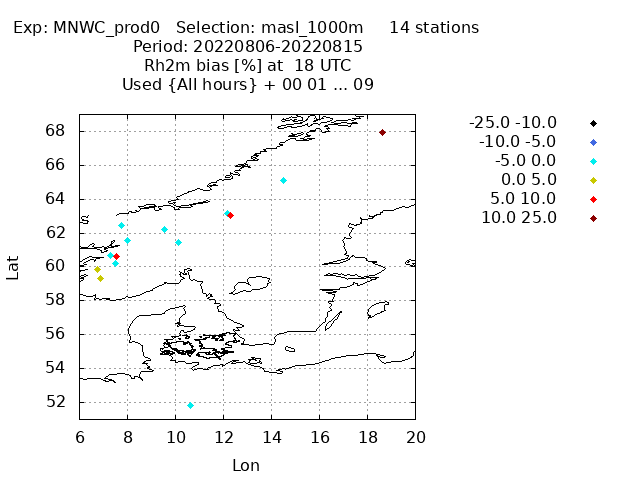 Exp: MNWC_prod0 Selection: masl_1000m 14 stations
Period: 20220806-20220815
Rh2m bias [%] at 18 UTC
Used {All hours} + 00 01 ... 09
-25.0 -10.0
-10.0 -5.0
-5.0 0.0
0.0 5.0
5.0 10.0
10.0 25.0
68
66
64
62
60
58
56
54
52
Lat
6 8 10 12 14 16 18 20
Lon